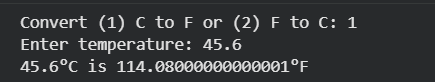 Convert (1) C to F or (2) F to C: 1
Enter temperature: 45.6
45.6°C is 114.08000000000001°F